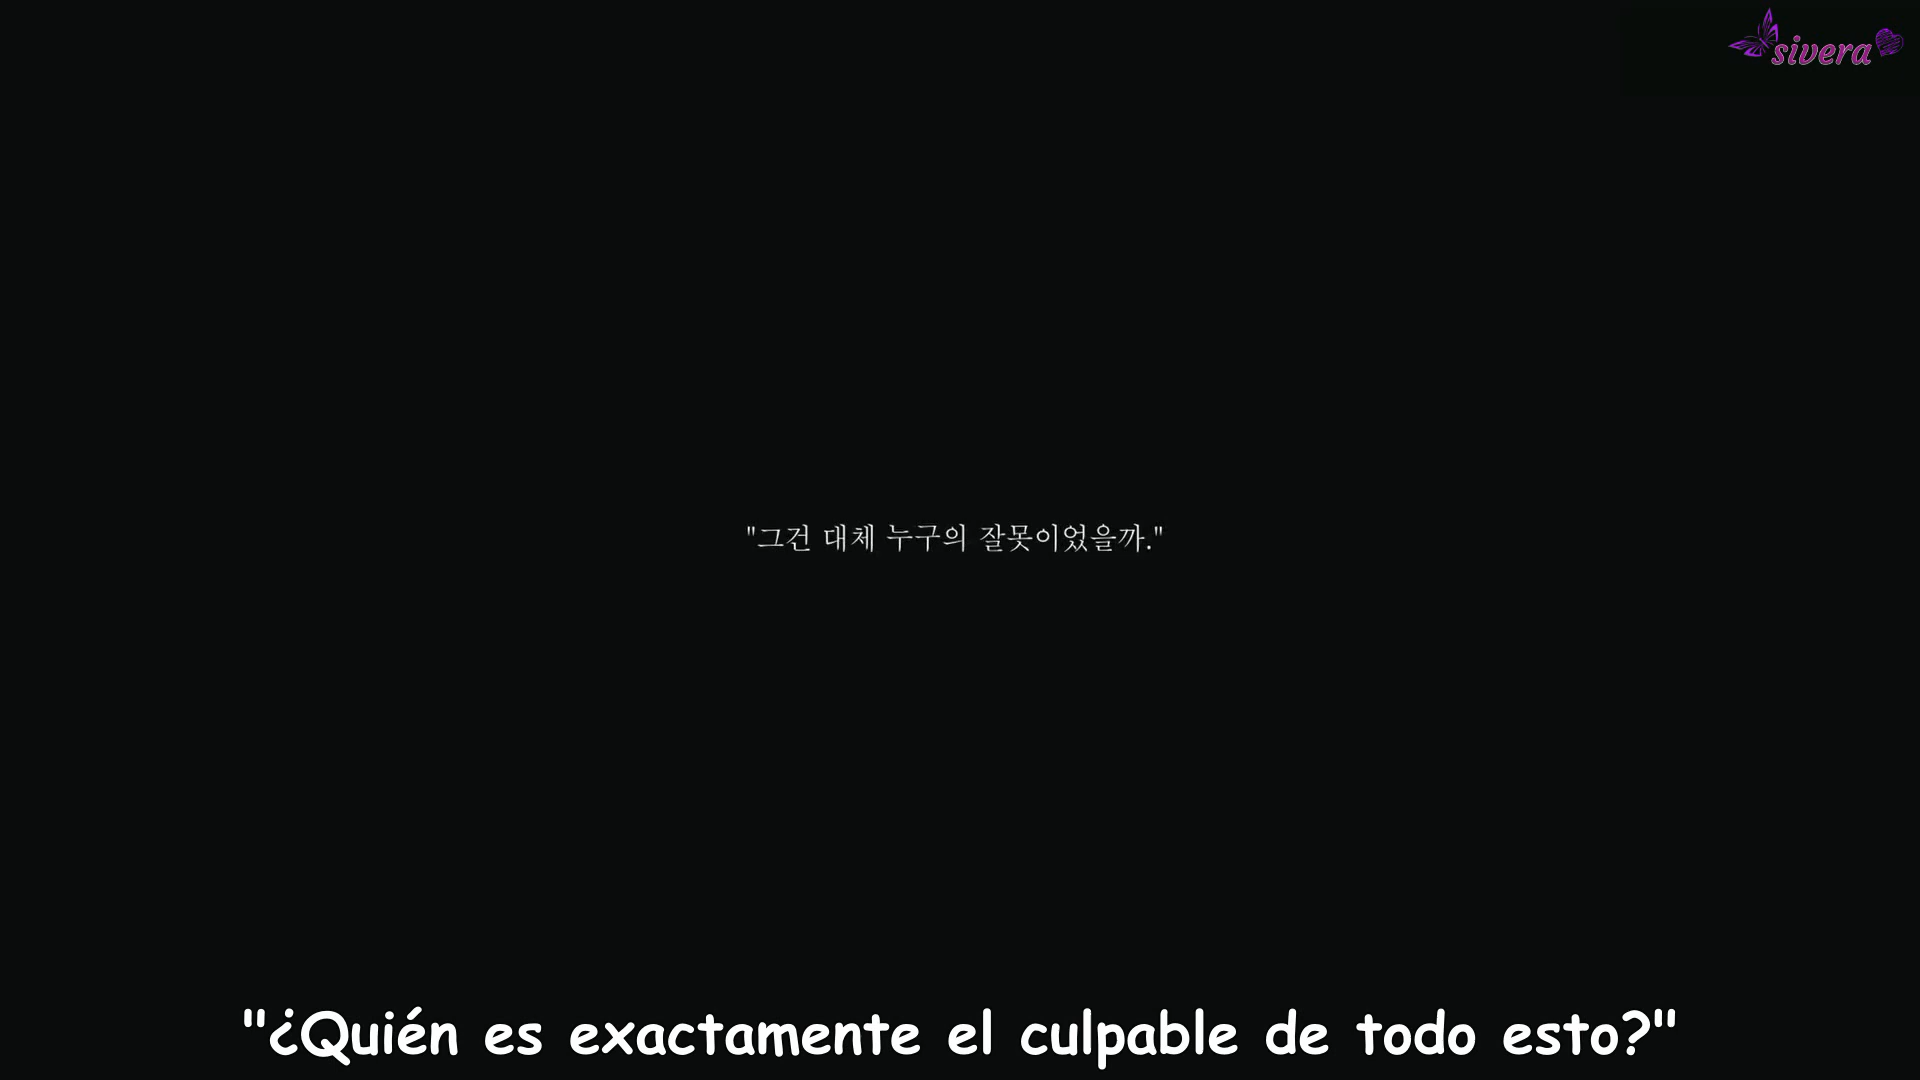 sivera
"그건 대체 누구의 잘못이었을까."
"¿Quién es exactamente el culpable de todo esto?"